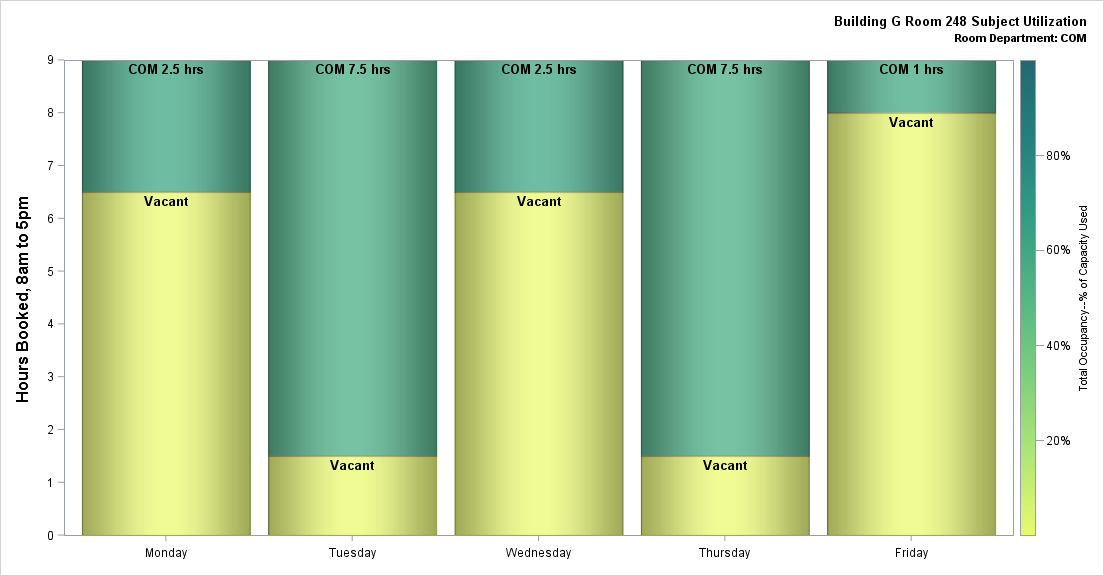 Building G Room 248 Subject Utilization
Room Department: COM
Hours Booked, 8am to 5pm
9
8
7
6
5
4
3
2
1
0
COM 2.5 hrs
COM 7.5 hrs
COM 2.5 hrs
COM 7.5 hrs
COM 1 hrs
Vacant
Vacant
Vacant
Vacant
Vacant
Monday
Tuesday
Wednesday
Thursday
Friday
80%
60%
40%
20%
Total Occupancy--% of Capacity Used